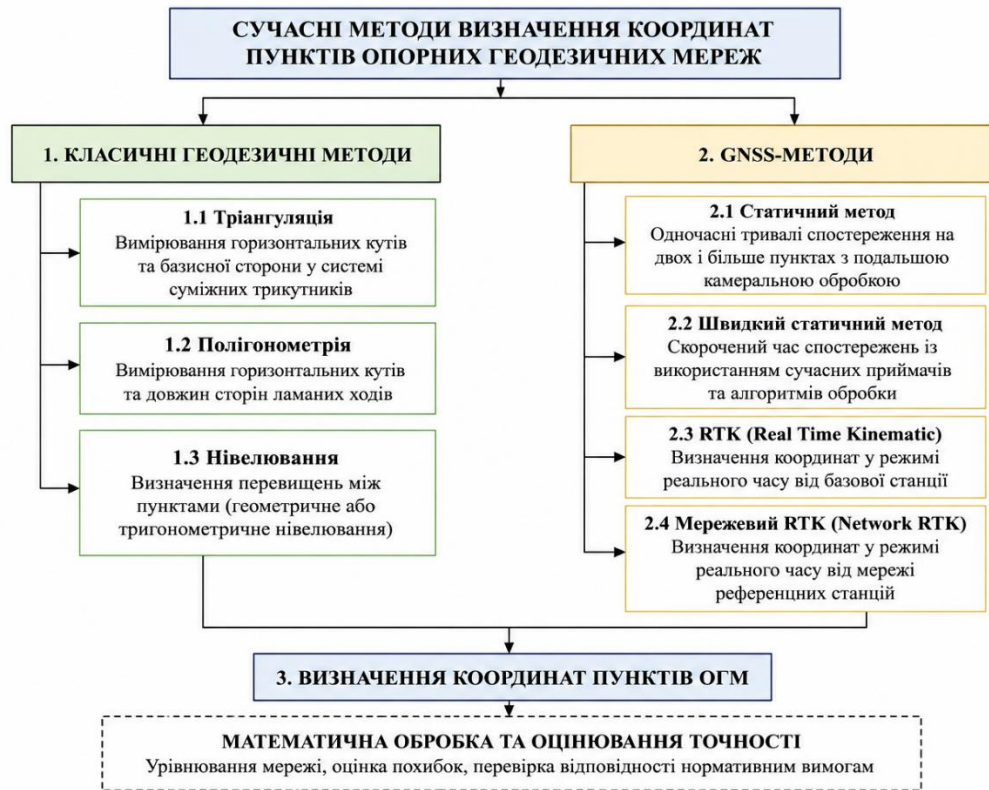 СУЧАСНІ МЕТОДИ ВИЗНАЧЕННЯ КООРДИНАТ
ПУНКТІВ ОПОРНИХ ГЕОДЕЗИЧНИХ МЕРЕЖ
1. КЛАСИЧНІ ГЕОДЕЗИЧНІ МЕТОДИ
1.1 Тріангуляція
Вимірювання горизонтальних кутів
та базисної сторони у системі
суміжних трикутників
1.2 Полігонометрія
Вимірювання горизонтальних кутів
та довжин сторін ламаних ходів
1.3 Нівелювання
Визначення перевищень між
пунктами (геометричне або
тригонометричне нівелювання)
2. GNSS-МЕТОДИ
2.1 Статичний метод
Одночасні тривалі спостереження на
двох і більше пунктах з подальшою
камеральною обробкою
2.2 Швидкий статичний метод
Скорочений час спостережень із
використанням сучасних приймачів
та алгоритмів обробки
2.3 RTK (Real Time Kinematic)
Визначення координат у режимі
реального часу від базової станції
2.4 Мережевий RTK (Network RTK)
Визначення координат у режимі
реального часу від мережі
референцних станцій
3. ВИЗНАЧЕННЯ КООРДИНАТ ПУНКТІВ ОГМ
МАТЕМАТИЧНА ОБРОБКА ТА ОЦІНЮВАННЯ ТОЧНОСТІ
Урівнювання мережі, оцінка похибок, перевірка відповідності нормативним вимогам